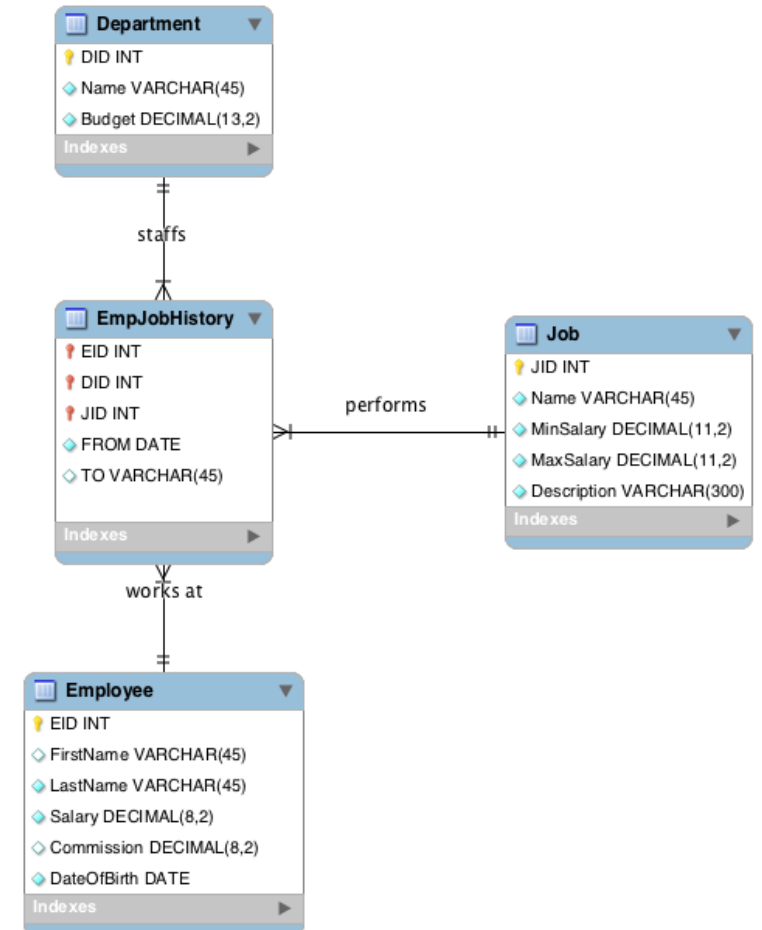 Department
DID INT
Name VARCHAR(45)
Budget DECIMAL(13,2)
Indexes
staffs
EmpJobHistory
EID INT
DID INT
JID INT
FROM DATE
TO VARCHAR(45)
Indexes
performs
Job
JID INT
Name VARCHAR(45)
MinSalary DECIMAL(11,2)
MaxSalary DECIMAL(11,2)
Description VARCHAR(300)
Indexes
works at
Employee
EID INT
FirstName VARCHAR(45)
LastName VARCHAR(45)
Salary DECIMAL(8,2)
Commission DECIMAL(8,2)
DateOfBirth DATE
Indexes